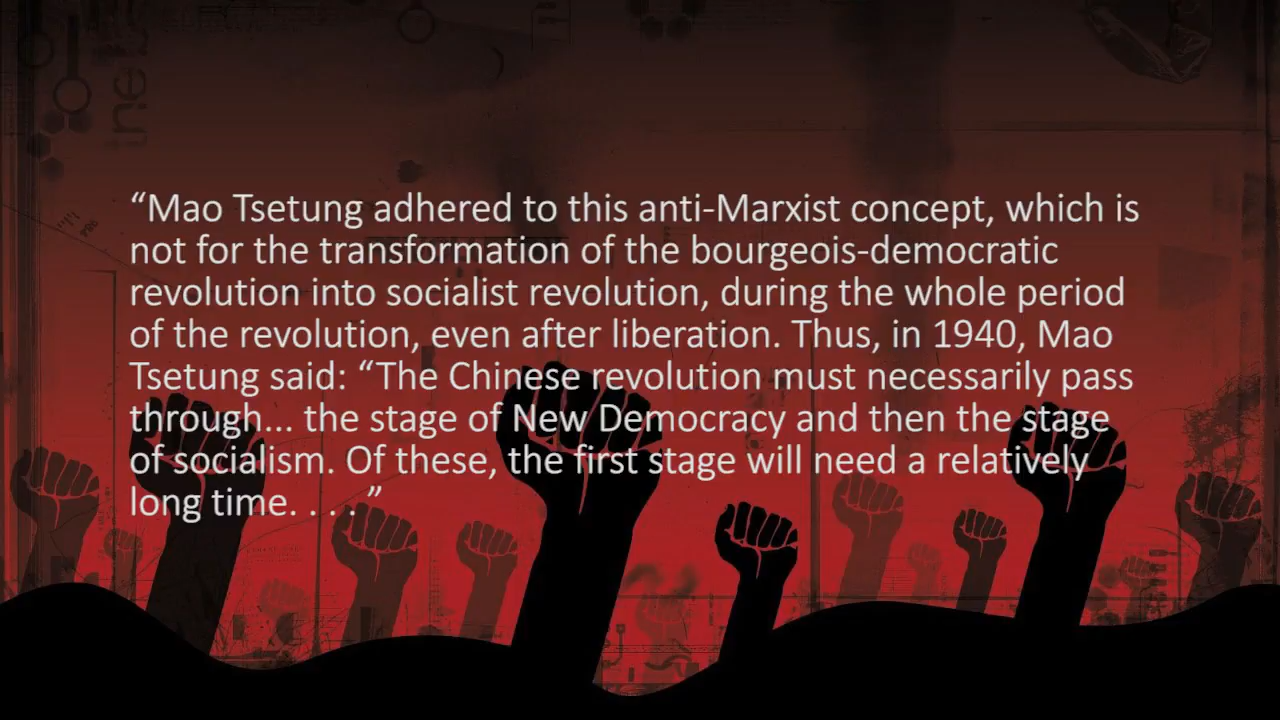 “Mao Tsetung adhered to this anti-Marxist concept, which is
not for the transformation of the bourgeois-democratic
revolution into socialist revolution, during the whole period
of the revolution, even after liberation. Thus, in 1940, Mao
Tsetung said: “The Chinese revolution must necessarily pass
through... the stage of New Democracy and then the stage
of socialism. Of these, the first stage will need a relatively
long time. . . .”